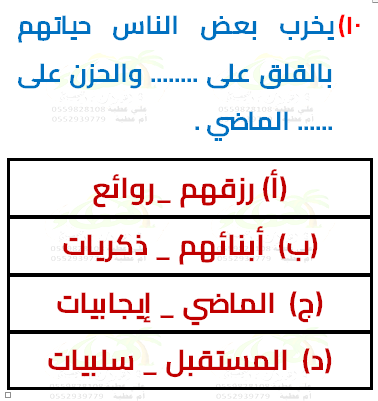 ١٠) يخرب بعض الناس حياتهم
بالقلق على ........ والحزن على
...... الماضي .
(أ) رزقهم _ روائع
(ب) أبنائهم _ ذكريات
(ج) الماضي _ إيجابيات
(د) المستقبل _ سلبيات